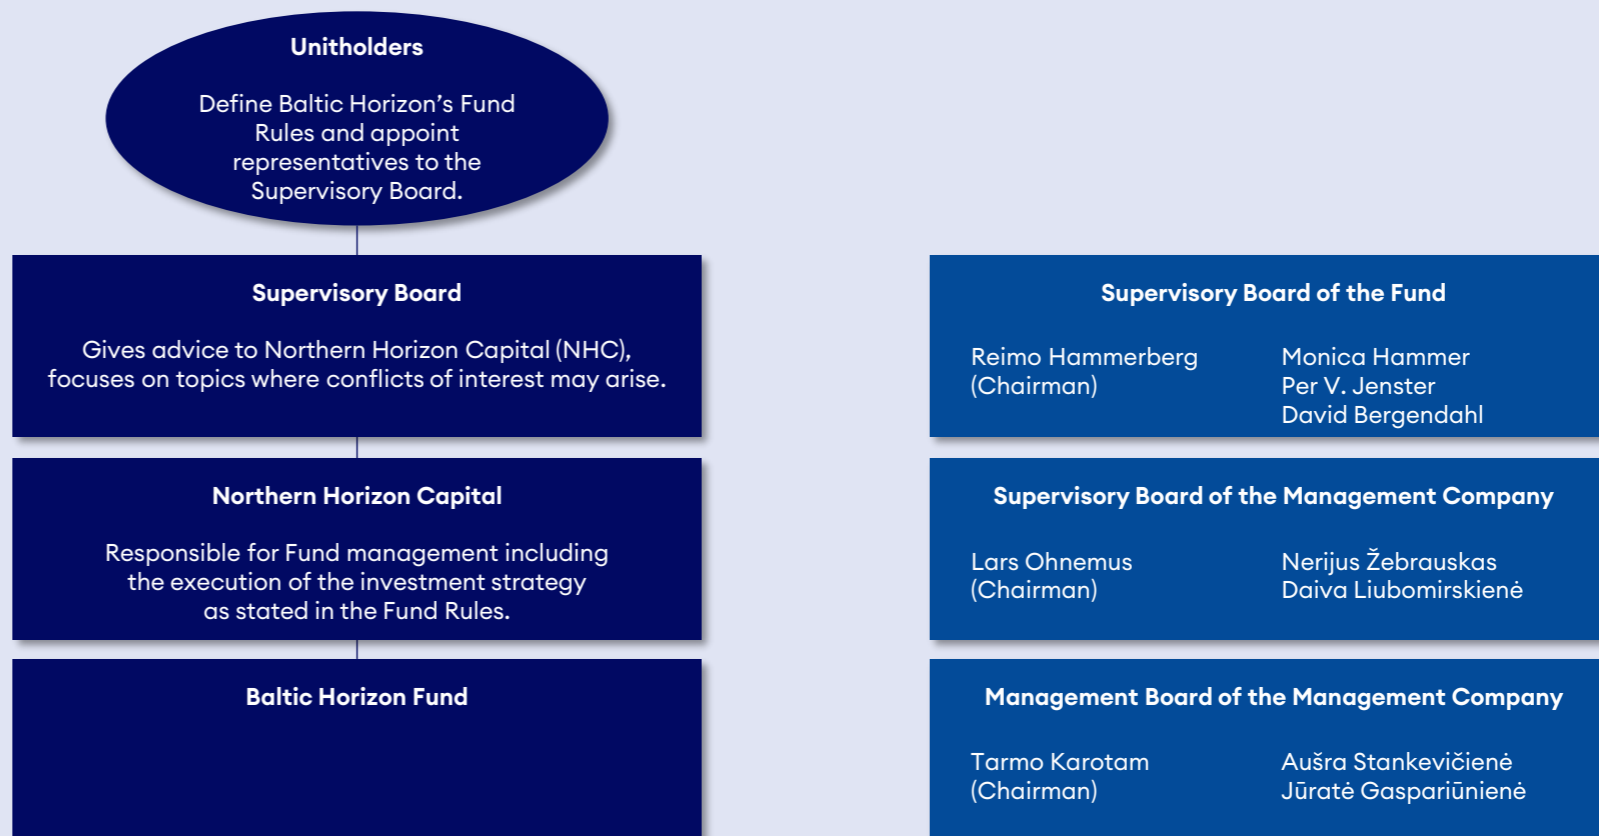 Unitholders
Define Baltic Horizon’s Fund
Rules and appoint
representatives to the
Supervisory Board.
Supervisory Board
Gives advice to Northern Horizon Capital (NHC),
focuses on topics where conflicts of interest may arise.
Northern Horizon Capital
Responsible for Fund management including
the execution of the investment strategy
as stated in the Fund Rules.
Baltic Horizon Fund
Supervisory Board of the Fund
Reimo Hammerberg
(Chairman)
Monica Hammer
Per V. Jenster
David Bergendahl
Supervisory Board of the Management Company
Lars Ohnemus
(Chairman)
Nerijus Žebrauskas
Daiva Liubomirskienė
Management Board of the Management Company
Tarmo Karotam
(Chairman)
Aušra Stankevičienė
Jūratė Gaspariūnienė